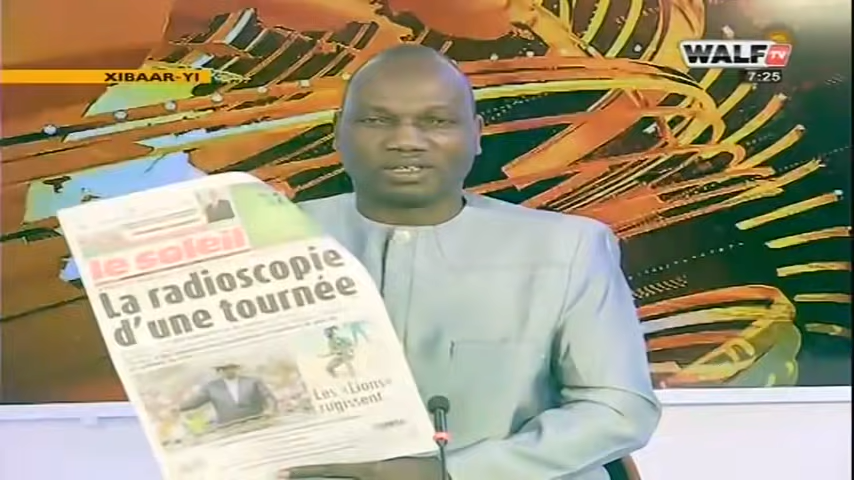 XIBAAR-YI
WALF TV
7:25
le soleil
La radioscopie
d'une tournée
Les «Lions»
rugissent